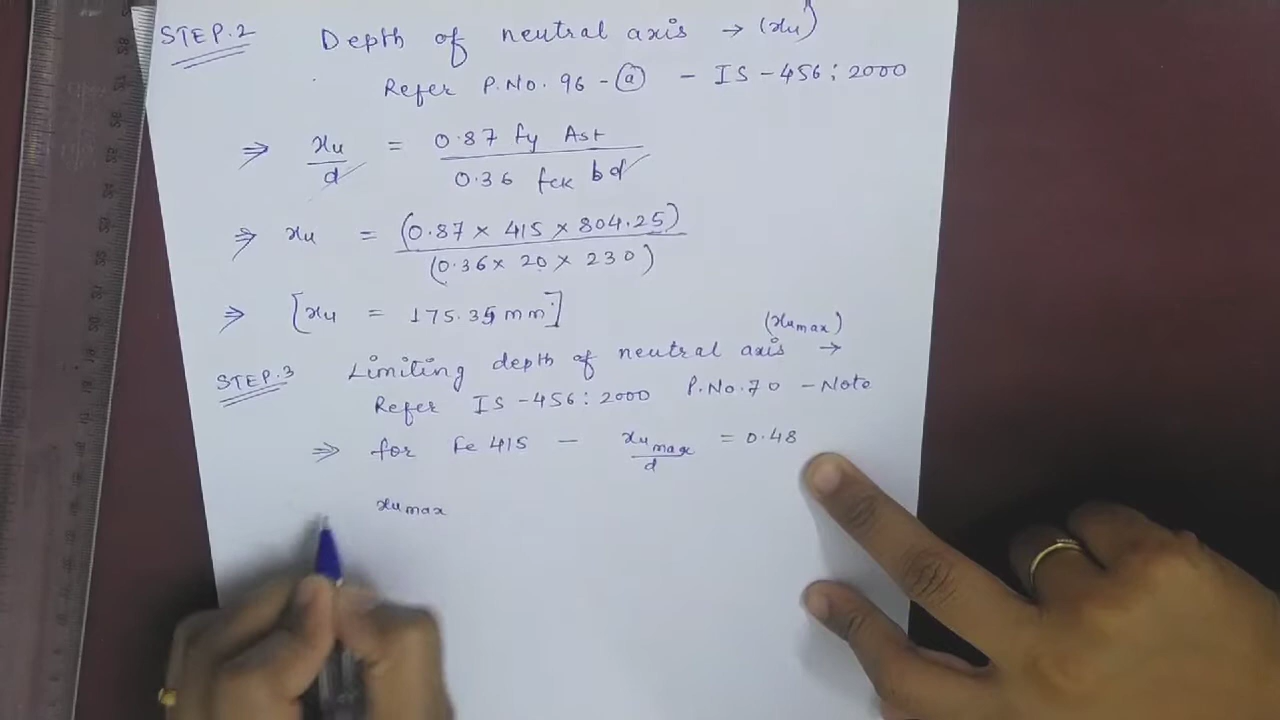 STEP.2 Depth of neutral axis → (xu)
Refer P.No. 96 - (a) - IS - 456 : 2000
⇒ xu/d = 0.87 fy Ast / 0.36 fck bd
⇒ xu = (0.87 × 415 × 804.25) / (0.36 × 20 × 230)
⇒ [xu = 175.35 mm]
(xumax)
STEP.3 Limiting depth of neutral axis →
Refer IS - 456 : 2000 P.No.70 - Note
⇒ for Fe 415 - xumax/d = 0.48
xumax